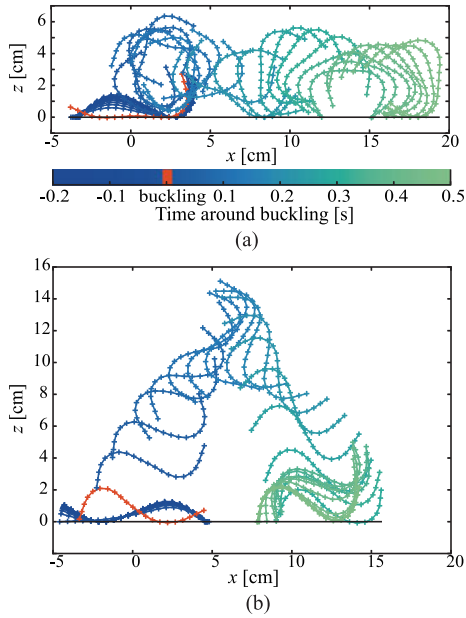 z [cm]
6
4
2
0
-5 0 5 10 15 20
x [cm]
-0.2 -0.1 buckling 0.1 0.2 0.3 0.4 0.5
Time around buckling [s]
(a)
z [cm]
16
14
12
10
8
6
4
2
0
-5 0 5 10 15 20
x [cm]
(b)